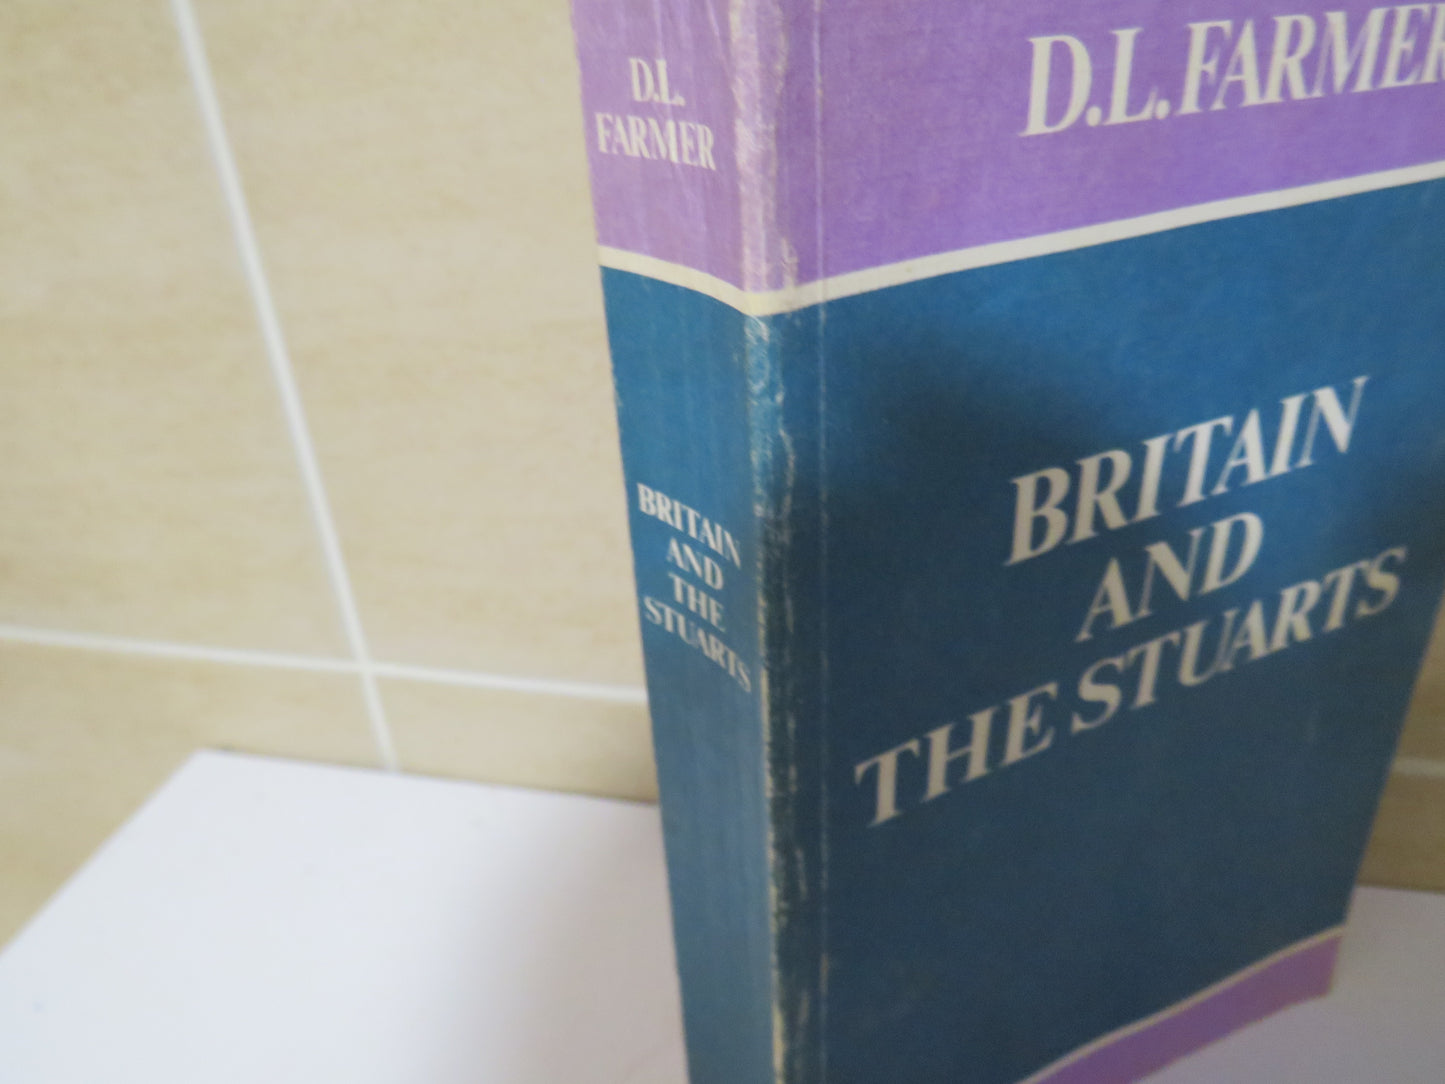 D.L.
FARMER
BRITAIN
AND
THE
STUARTS
D.L. FARMER
BRITAIN
AND
THE STUARTS